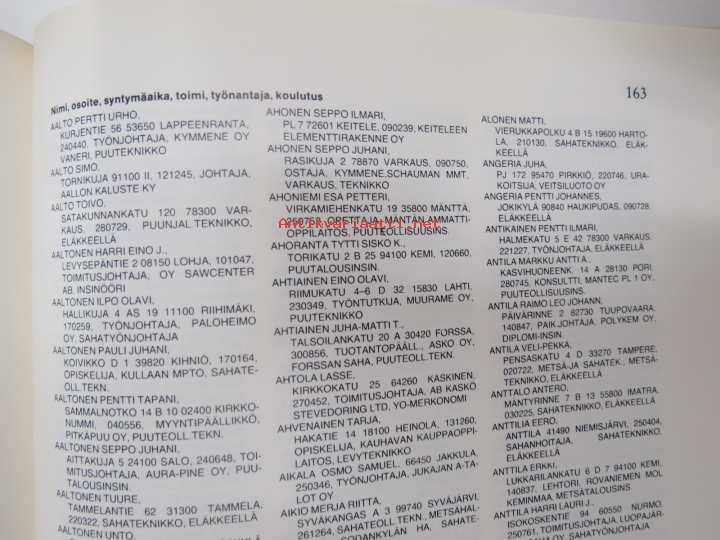 Nimi, osoite, syntymäaika, toimi, työnantaja, koulutus
163
AALTO PERTTI URHO,
KURJENTIE 56 53650 LAPPEENRANTA,
240440, TYÖNJOHTAJA, KYMMENE OY
VANERI, PUUTEKNIKKO
AALTO SIMO,
TORNIKUJA 91100 II, 121245, JOHTAJA,
AALLON KALUSTE KY
AALTO TOIVO,
SATAKUNNANKATU 120 78300 VAR-
KAUS, 280729, PUUNJAL.TEKNIKKO,
ELÄKKEELLÄ
AALTONEN HARRI EINO J.,
LEVYSEPÄNTIE 2 08150 LOHJA, 101047,
TOIMITUSJOHTAJA, OY SAWCENTER
AB, INSINÖÖRI
AALTONEN ILPO OLAVI,
HALLIKUJA 4 AS 19 11100 RIIHIMÄKI,
170259, TYÖNJOHTAJA, PALOHEIMO
OY, SAHATYÖNJOHTAJA
AALTONEN PAULI JUHANI,
KOIVIKKO D 1 39820 KIHNIÖ, 170164,
OPISKELIJA, KULLAAN MPTO, SAHATE-
OLL.TEKN.
AALTONEN PENTTI TAPANI,
SAMMALNOTKO 14 B 10 02400 KIRKKO-
NUMMI, 040556, MYYNTIPÄÄLLIKKÖ,
PITKÄPUU OY, PUUTEOLL.TEKN.
AALTONEN SEPPO JUHANI,
AITTAKUJA 5 24100 SALO, 240648, TOI-
MITUSJOHTAJA, AURA-PINE OY, PUU-
TALOUSINSIN.
AALTONEN TUURE,
TAMMELANTIE 62 31300 TAMMELA,
220322, SAHATEKNIKKO, ELÄKKEELLÄ
AALTONEN UNTO,
AHONEN SEPPO ILMARI,
PL 7 72601 KEITELE, 090239, KEITELEEN
ELEMENTTIRAKENNE OY
AHONEN SEPPO JUHANI,
RASIKUJA 2 78870 VARKAUS, 090750,
OSTAJA, KYMMENE.SCHAUMAN MMT.
VARKAUS, TEKNIKKO
AHONIEMI ESA PETTERI,
VIRKAMIEHENKATU 19 35800 MÄNTTÄ,
250758, OPETTAJA, MÄNTÄN AMMATTI-
OPPILAITOS, PUUTEOLLISUUSINS.
AHORANTA TYTTI SISKO K.,
TORIKATU 2 B 25 94100 KEMI, 120660,
PUUTALOUSINSIN.
AHTIAINEN EINO OLAVI,
RIIMUKATU 4-6 D 32 15830 LAHTI,
230349, TYÖNTUTKIJA, MUURAME OY,
PUUTEKNIKKO
AHTIAINEN JUHA-MATTI T.,
TALSOILANKATU 20 A 30420 FORSSA,
300856, TUOTANTOPÄÄLL., ASKO OY,
FORSSAN SAHA, PUUTEOLL.TEKN.
AHTOLA LASSE,
KIRKKOKATU 25 64260 KASKINEN,
270452, TOIMITUSJOHTAJA, AB KASKÖ
STEVEDORING LTD, YO-MERKONOMI
AHVENAINEN TARJA,
HAKATIE 14 18100 HEINOLA, 131260,
OPISKELIJA, KAUHAVAN KAUPPAOPPI-
LAITOS, LEVYTEKNIKKO
AIKALA OSMO SAMUEL, 66450 JAKKULA,
250346, TYÖNJOHTAJA, JUKAJAN A-TA-
LOT OY
AIKIO MERJA RIITTA,
SYVÄKANGAS A 3 99740 SYVÄJÄRVI,
261264, SAHATEOLL.TEKN, METSÄHAL-
SODANKYLÄN HA, SAHATE-
ALONEN MATTI,
VIERUKKAPOLKU 4 B 15 19600 HARTO-
LA, 210130, SAHATEKNIKKO, ELÄK-
KEELLÄ
ANGERIA JUHA,
PJ 172 95470 PIRKKIÖ, 220746, URA-
KOITSIJA, VEITSILUOTO OY
ANGERIA PENTTI JOHANNES,
JOKIKYLÄ 90840 HAUKIPUDAS, 090728,
ELÄKKEELLÄ
ANTIKAINEN PENTTI ILMARI,
HALMEKATU 5 E 42 78300 VARKAUS,
221227, TYÖNJOHTAJA, ELÄKKEELLÄ
ANTILA MARKKU ANTTI A.,
KASVIHUONEENK 14 A 28130 PORI,
280745, KONSULTTI, MANTEC PL 1 OY,
PUUTEOLLISUUSINS.
ANTILA RAIMO LEO JOHANN,
PÄIVÄRINNE 2 82730 TUUPOVAARA,
140847, PAIK.JOHTAJA, POLYKEM OY,
DIPLOMI-INSIN.
ANTILA VELI-PEKKA,
PENSASKATU 4 D 33270 TAMPERE,
020722, METSÄ-JA SAHATEK., METSÄ-
TEKNIKKO, ELÄKKEELLÄ
ANTTALO ANTERO,
MÄNTYRINNE 7 B 13 55800 IMATRA,
030225, SAHATEKNIKKO, ELÄKKEELLÄ
ANTTILA EERO,
ANTTILA 41490 NIEMISJÄRVI, 250404,
SAHANHOITAJA, SAHATEKNIKKO,
ELÄKKEELLÄ
ANTTILA ERKKI,
LUKKARILANKATU 6 D 7 94100 KEMI,
140837, LEHTORI, ROVANIEMEN MOL
KEMINMAA, METSÄTALOUSINS
ANTTILA HARRI LAURI J.,
ISOKOSKENTIE 94 60550 NURMO,
250761, TOIMITUSJOHTAJA, LUOPAJÄR-
SAHA OY, SAHATYÖNJOHTAJA
Antikvariaatti.net